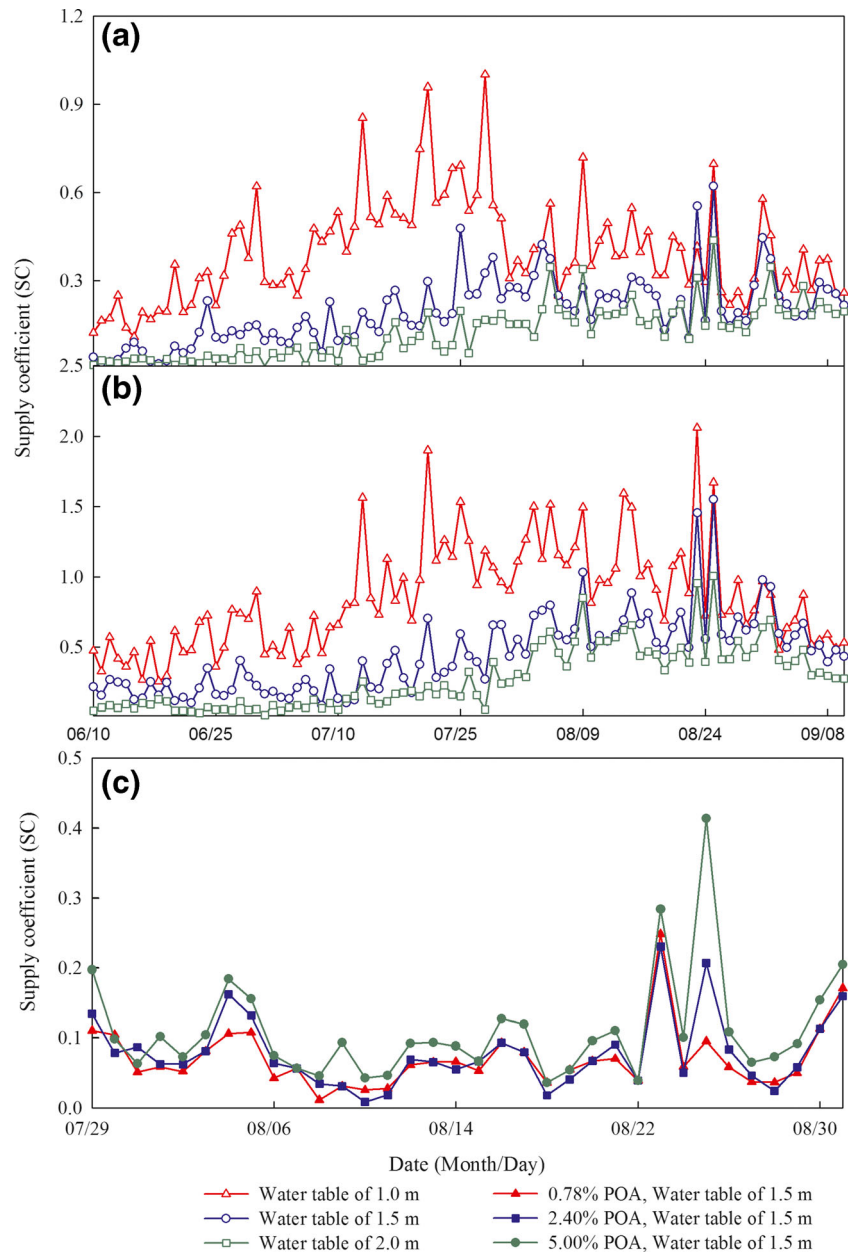 (a)
1.2
0.9
0.6
0.3
Supply coefficient (SC)
(b)
2.5
2.0
1.5
1.0
0.5
06/10 06/25 07/10 07/25 08/09 08/24 09/08
(c)
0.5
0.4
0.3
0.2
0.1
0.0
Supply coefficient (SC)
07/29 08/06 08/14 08/22 08/30
Date (Month/Day)
Water table of 1.0 m
Water table of 1.5 m
Water table of 2.0 m
0.78% POA, Water table of 1.5 m
2.40% POA, Water table of 1.5 m
5.00% POA, Water table of 1.5 m